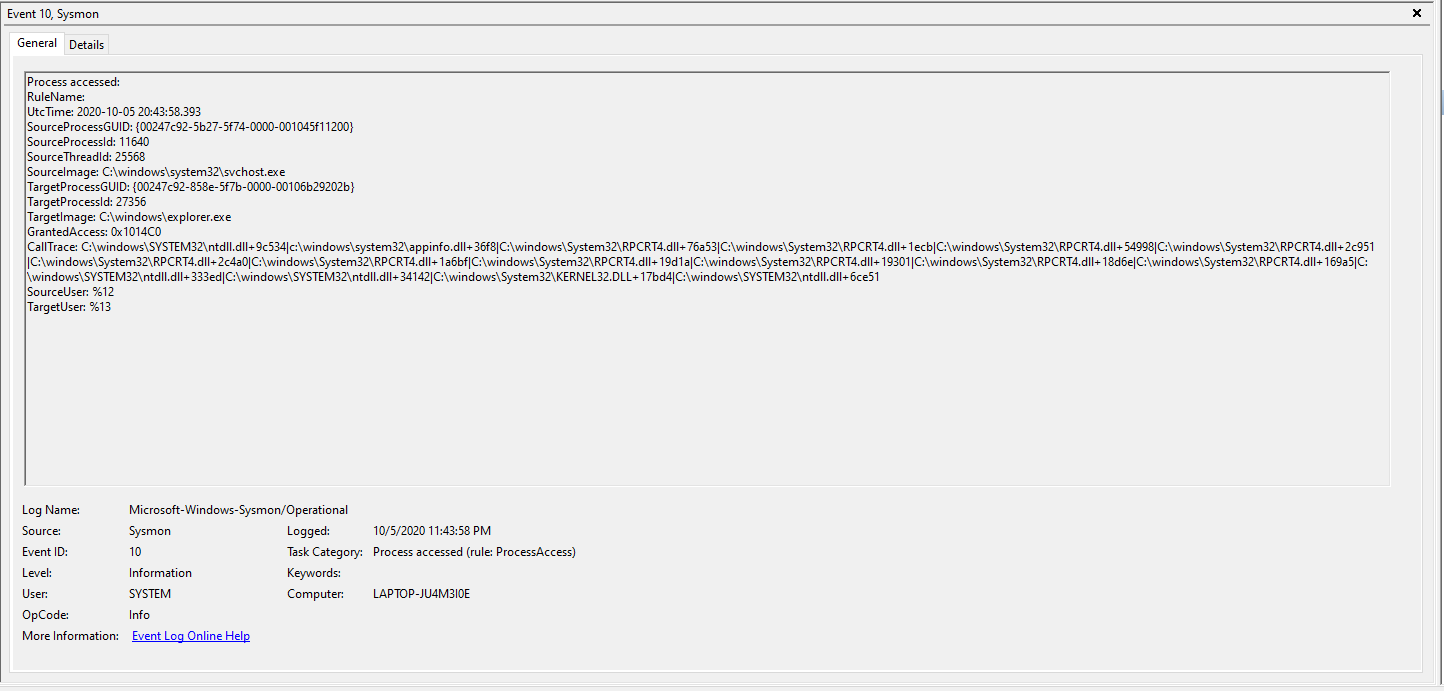 Event 10, Sysmon
General
Details
Process accessed:
RuleName:
UtcTime: 2020-10-05 20:43:58.393
SourceProcessGUID: {00247c92-5b27-5f74-0000-001045f11200}
SourceProcessId: 11640
SourceThreadId: 25568
SourceImage: C:\windows\system32\svchost.exe
TargetProcessGUID: {00247c92-858e-5f7b-0000-00106b29202b}
TargetProcessId: 27356
TargetImage: C:\windows\explorer.exe
GrantedAccess: 0x1014C0
CallTrace: C:\windows\SYSTEM32\ntdll.dll+9c534|c:\windows\system32\appinfo.dll+36f8|C:\windows\System32\RPCRT4.dll+76a53|C:\windows\System32\RPCRT4.dll+1ecb|C:\windows\System32\RPCRT4.dll+54998|C:\windows\System32\RPCRT4.dll+2c951
|C:\windows\System32\RPCRT4.dll+2c4a0|C:\windows\System32\RPCRT4.dll+1a6bf|C:\windows\System32\RPCRT4.dll+19d1a|C:\windows\System32\RPCRT4.dll+19301|C:\windows\System32\RPCRT4.dll+18d6e|C:\windows\System32\RPCRT4.dll+169a5|C:
\windows\SYSTEM32\ntdll.dll+333ed|C:\windows\SYSTEM32\ntdll.dll+34142|C:\windows\System32\KERNEL32.DLL+17bd4|C:\windows\SYSTEM32\ntdll.dll+6ce51
SourceUser: %12
TargetUser: %13
Log Name: Microsoft-Windows-Sysmon/Operational
Source: Sysmon Logged: 10/5/2020 11:43:58 PM
Event ID: 10 Task Category: Process accessed (rule: ProcessAccess)
Level: Information Keywords:
User: SYSTEM Computer: LAPTOP-JU4M3I0E
OpCode: Info
More Information: Event Log Online Help